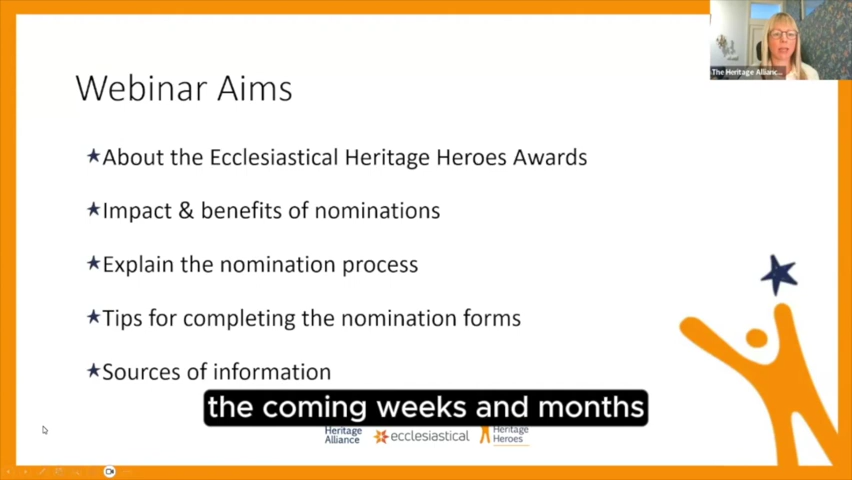 The Heritage Allianc...
Webinar Aims
About the Ecclesiastical Heritage Heroes Awards
Impact & benefits of nominations
Explain the nomination process
Tips for completing the nomination forms
Sources of information
the coming weeks and months
Heritage
Alliance
ecclesiastical
Heritage
Heroes